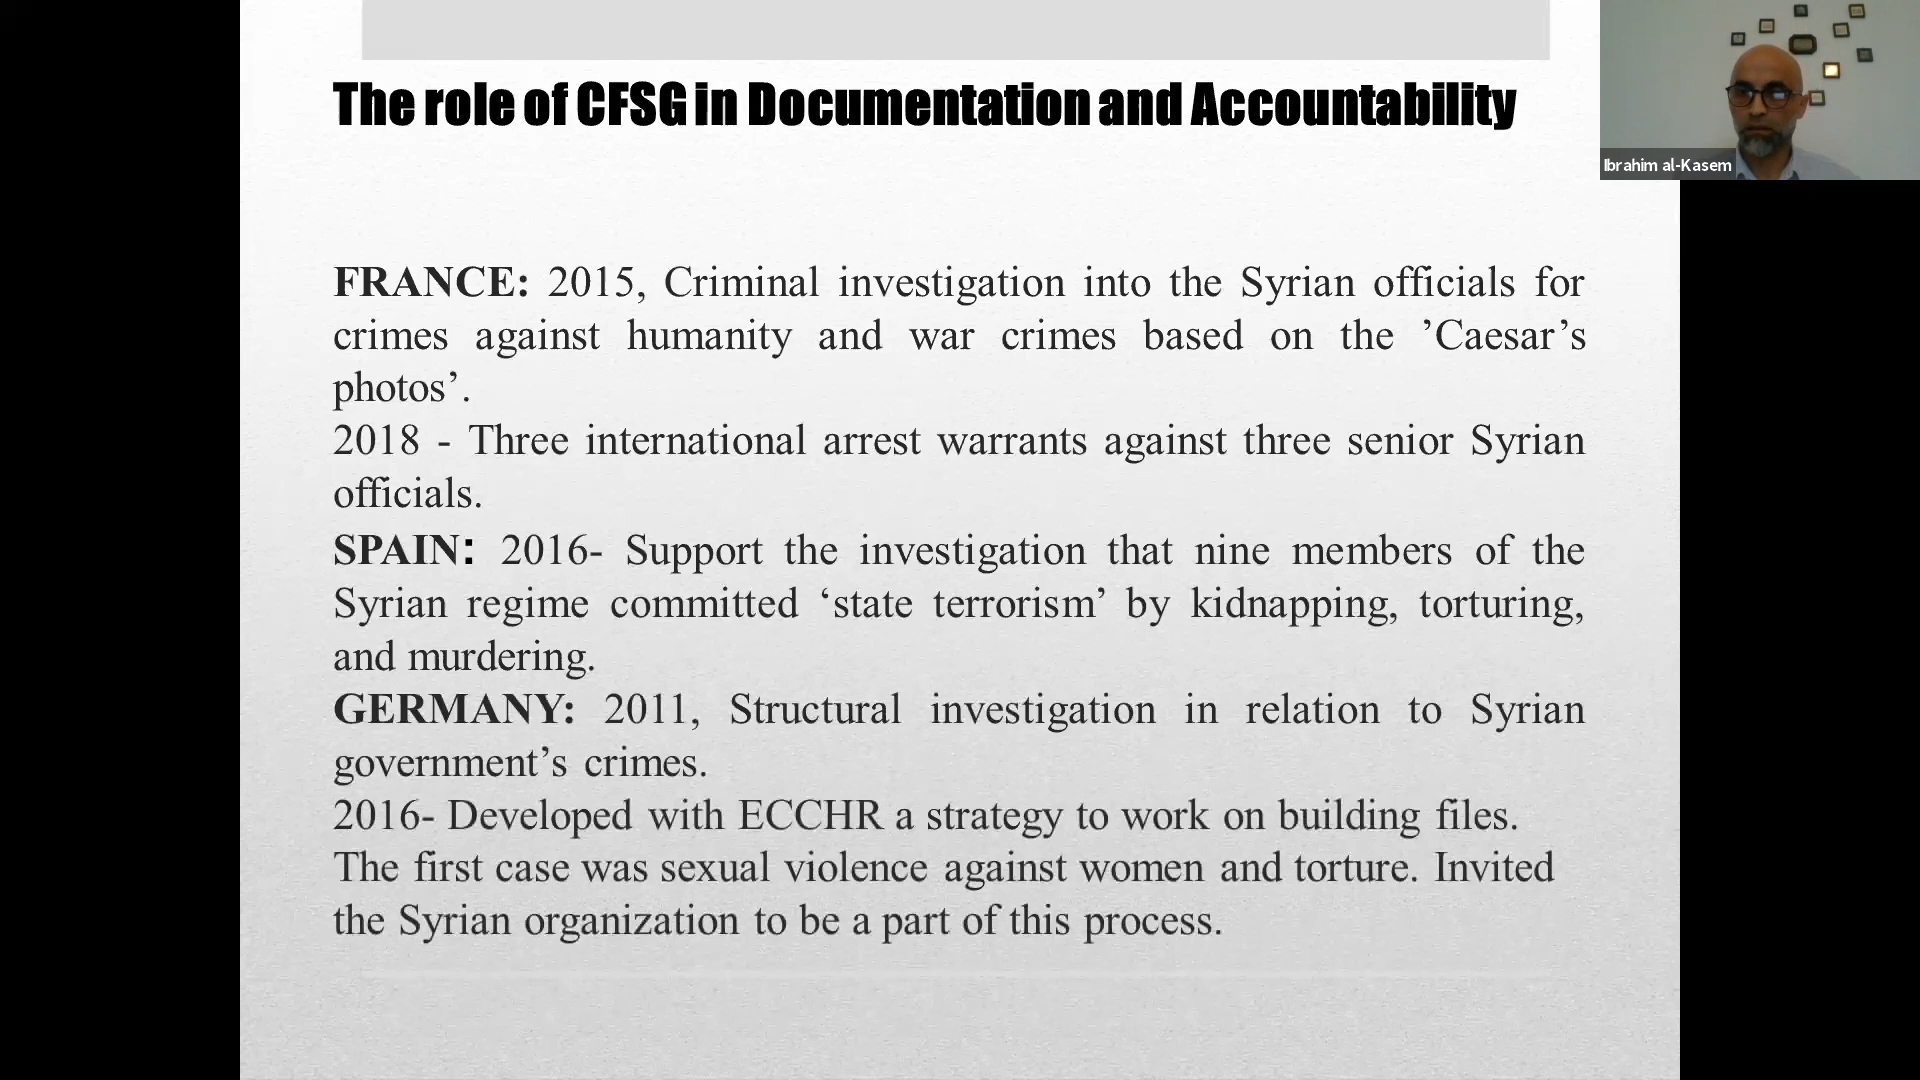 The role of CFSG in Documentation and Accountability
Ibrahim al-Kasem
FRANCE: 2015, Criminal investigation into the Syrian officials for
crimes against humanity and war crimes based on the ’Caesar’s
photos’.
2018 - Three international arrest warrants against three senior Syrian
officials.
SPAIN: 2016- Support the investigation that nine members of the
Syrian regime committed ‘state terrorism’ by kidnapping, torturing,
and murdering.
GERMANY: 2011, Structural investigation in relation to Syrian
government’s crimes.
2016- Developed with ECCHR a strategy to work on building files.
The first case was sexual violence against women and torture. Invited
the Syrian organization to be a part of this process.